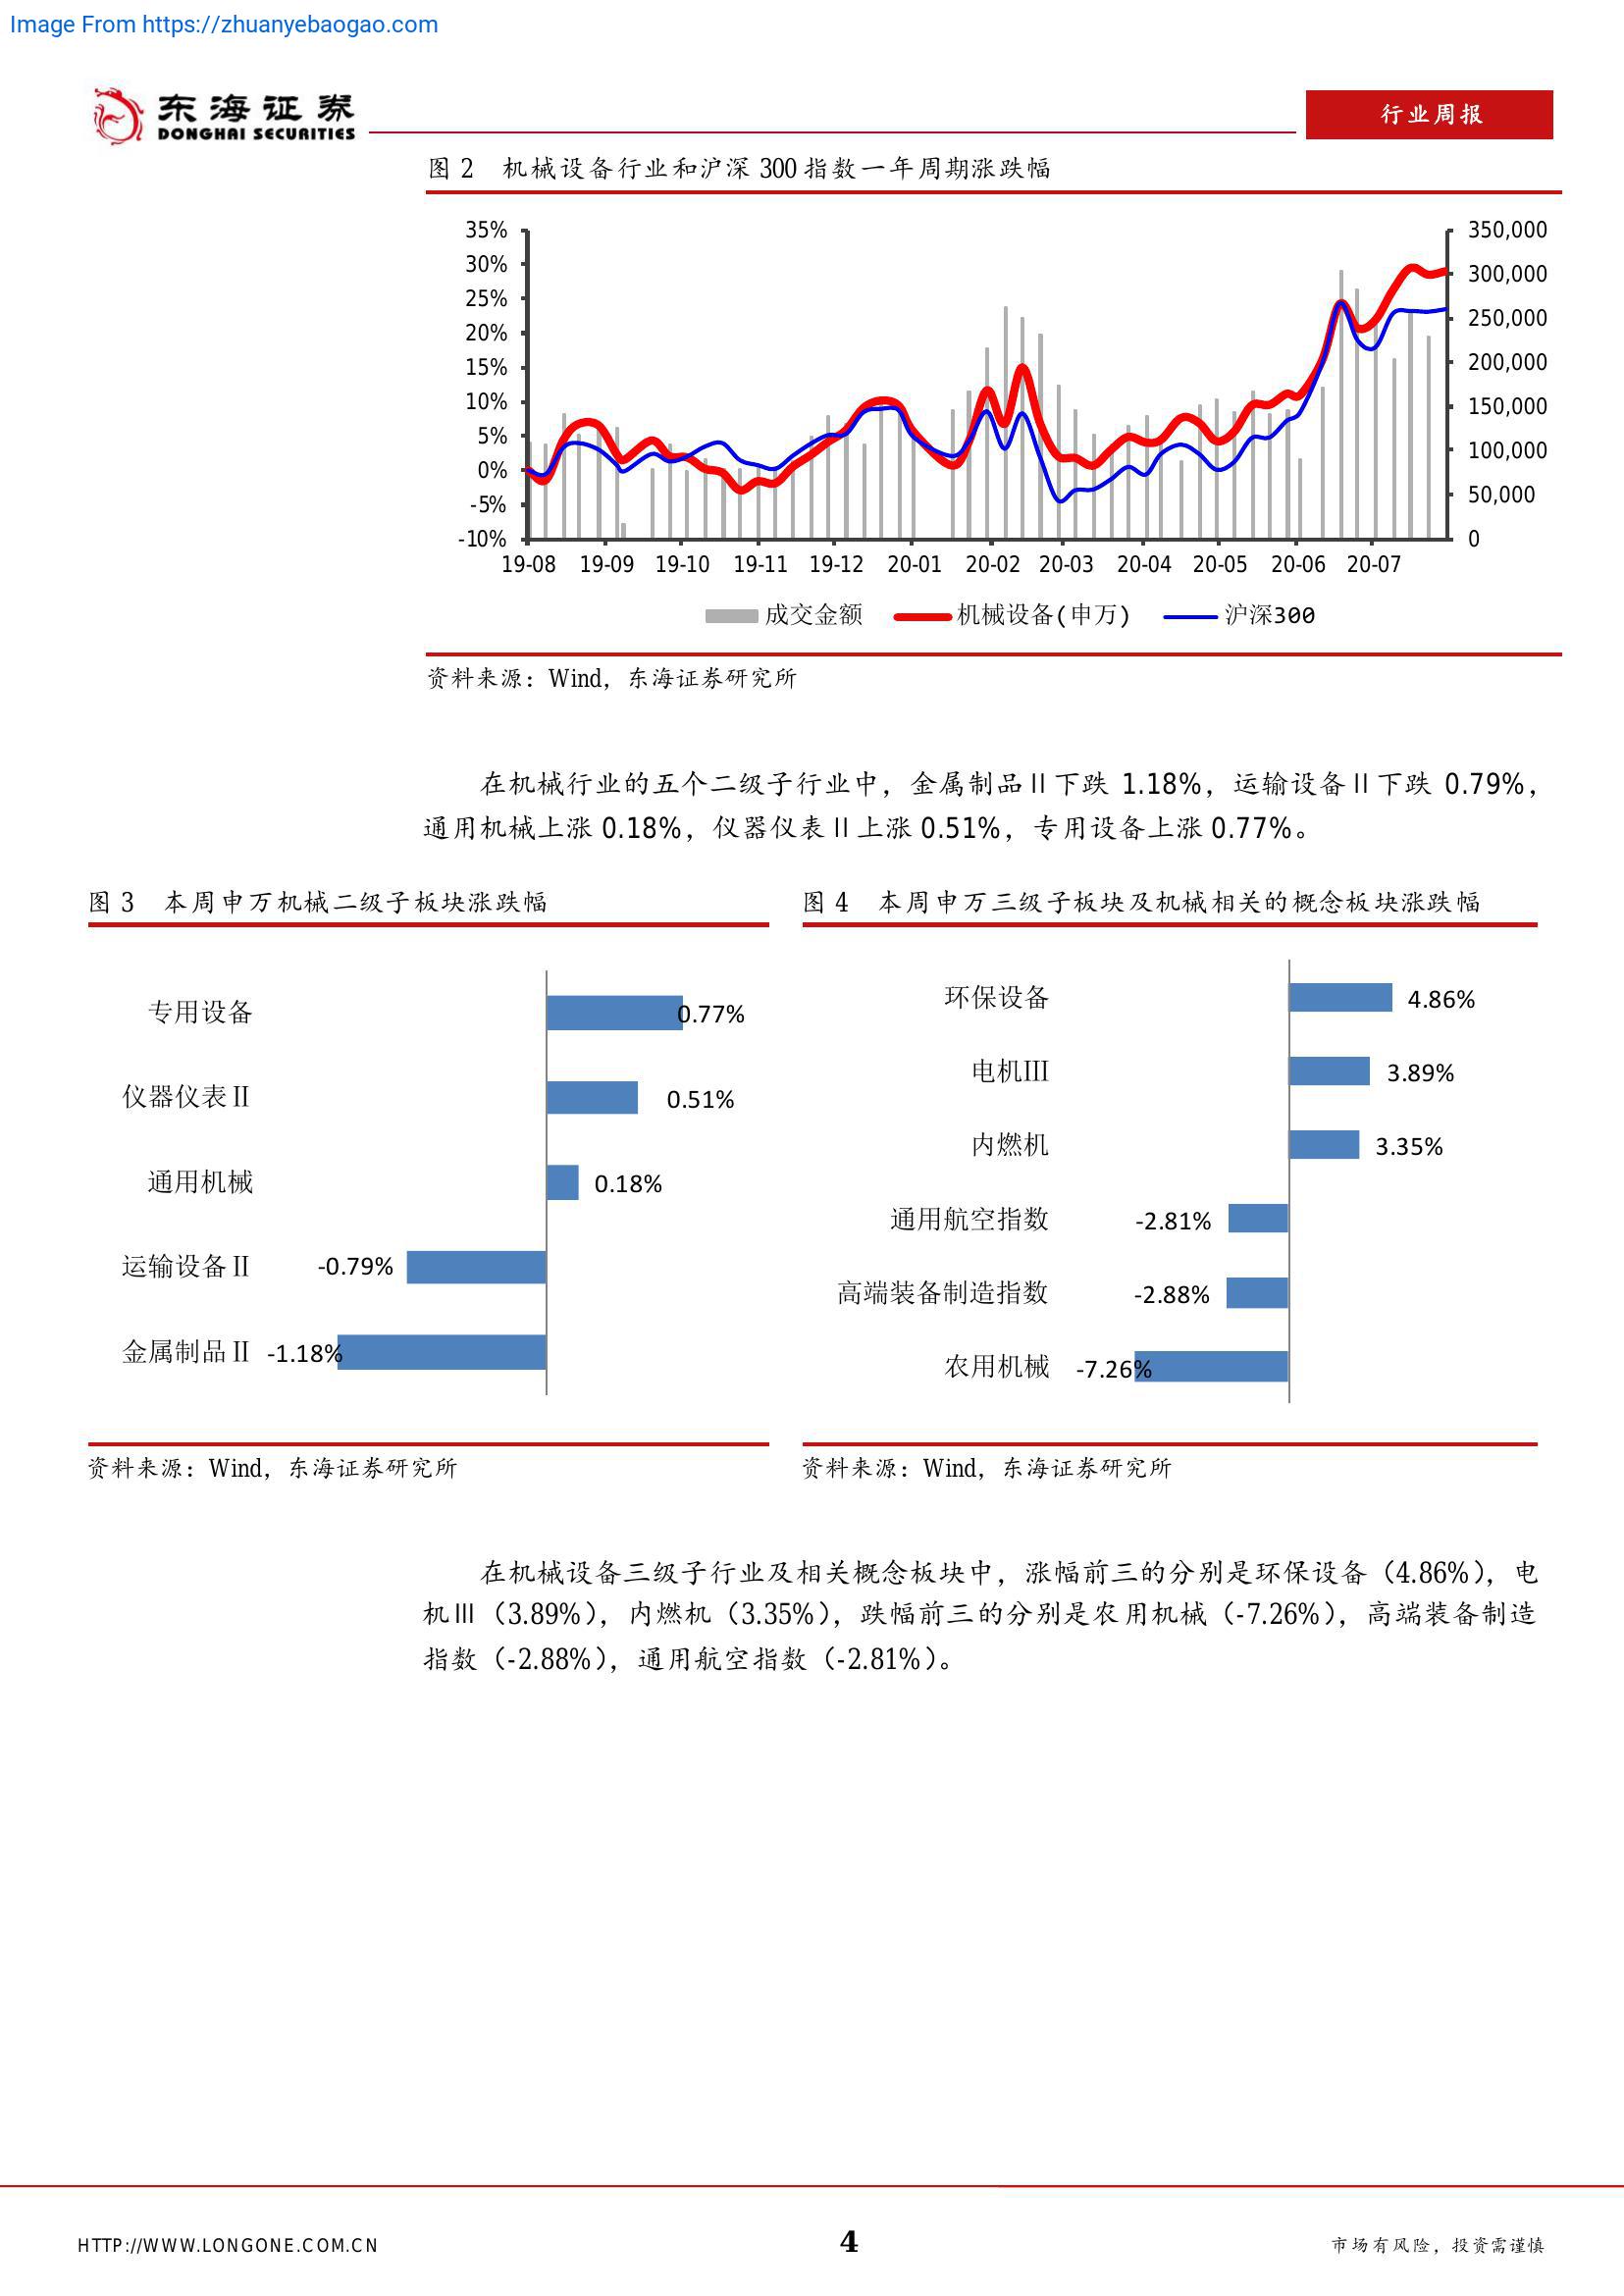 Image From https://zhuanyebaogao.com
东海证券
DONGHAI SECURITIES
行业周报
图 2 机械设备行业和沪深 300 指数一年周期涨跌幅
35%
30%
25%
20%
15%
10%
5%
0%
-5%
-10%
350,000
300,000
250,000
200,000
150,000
100,000
50,000
0
19-08 19-09 19-10 19-11 19-12 20-01 20-02 20-03 20-04 20-05 20-06 20-07
成交金额 机械设备(申万) 沪深300
资料来源：Wind，东海证券研究所
在机械行业的五个二级子行业中，金属制品Ⅱ下跌 1.18%，运输设备Ⅱ下跌 0.79%，
通用机械上涨 0.18%，仪器仪表Ⅱ上涨 0.51%，专用设备上涨 0.77%。
图 3 本周申万机械二级子板块涨跌幅
专用设备 0.77%
仪器仪表Ⅱ 0.51%
通用机械 0.18%
运输设备Ⅱ -0.79%
金属制品Ⅱ -1.18%
资料来源：Wind，东海证券研究所
图 4 本周申万三级子板块及机械相关的概念板块涨跌幅
环保设备 4.86%
电机Ⅲ 3.89%
内燃机 3.35%
通用航空指数 -2.81%
高端装备制造指数 -2.88%
农用机械 -7.26%
资料来源：Wind，东海证券研究所
在机械设备三级子行业及相关概念板块中，涨幅前三的分别是环保设备（4.86%），电
机Ⅲ（3.89%），内燃机（3.35%），跌幅前三的分别是农用机械（-7.26%），高端装备制造
指数（-2.88%），通用航空指数（-2.81%）。
HTTP://WWW.LONGONE.COM.CN
4
市场有风险，投资需谨慎